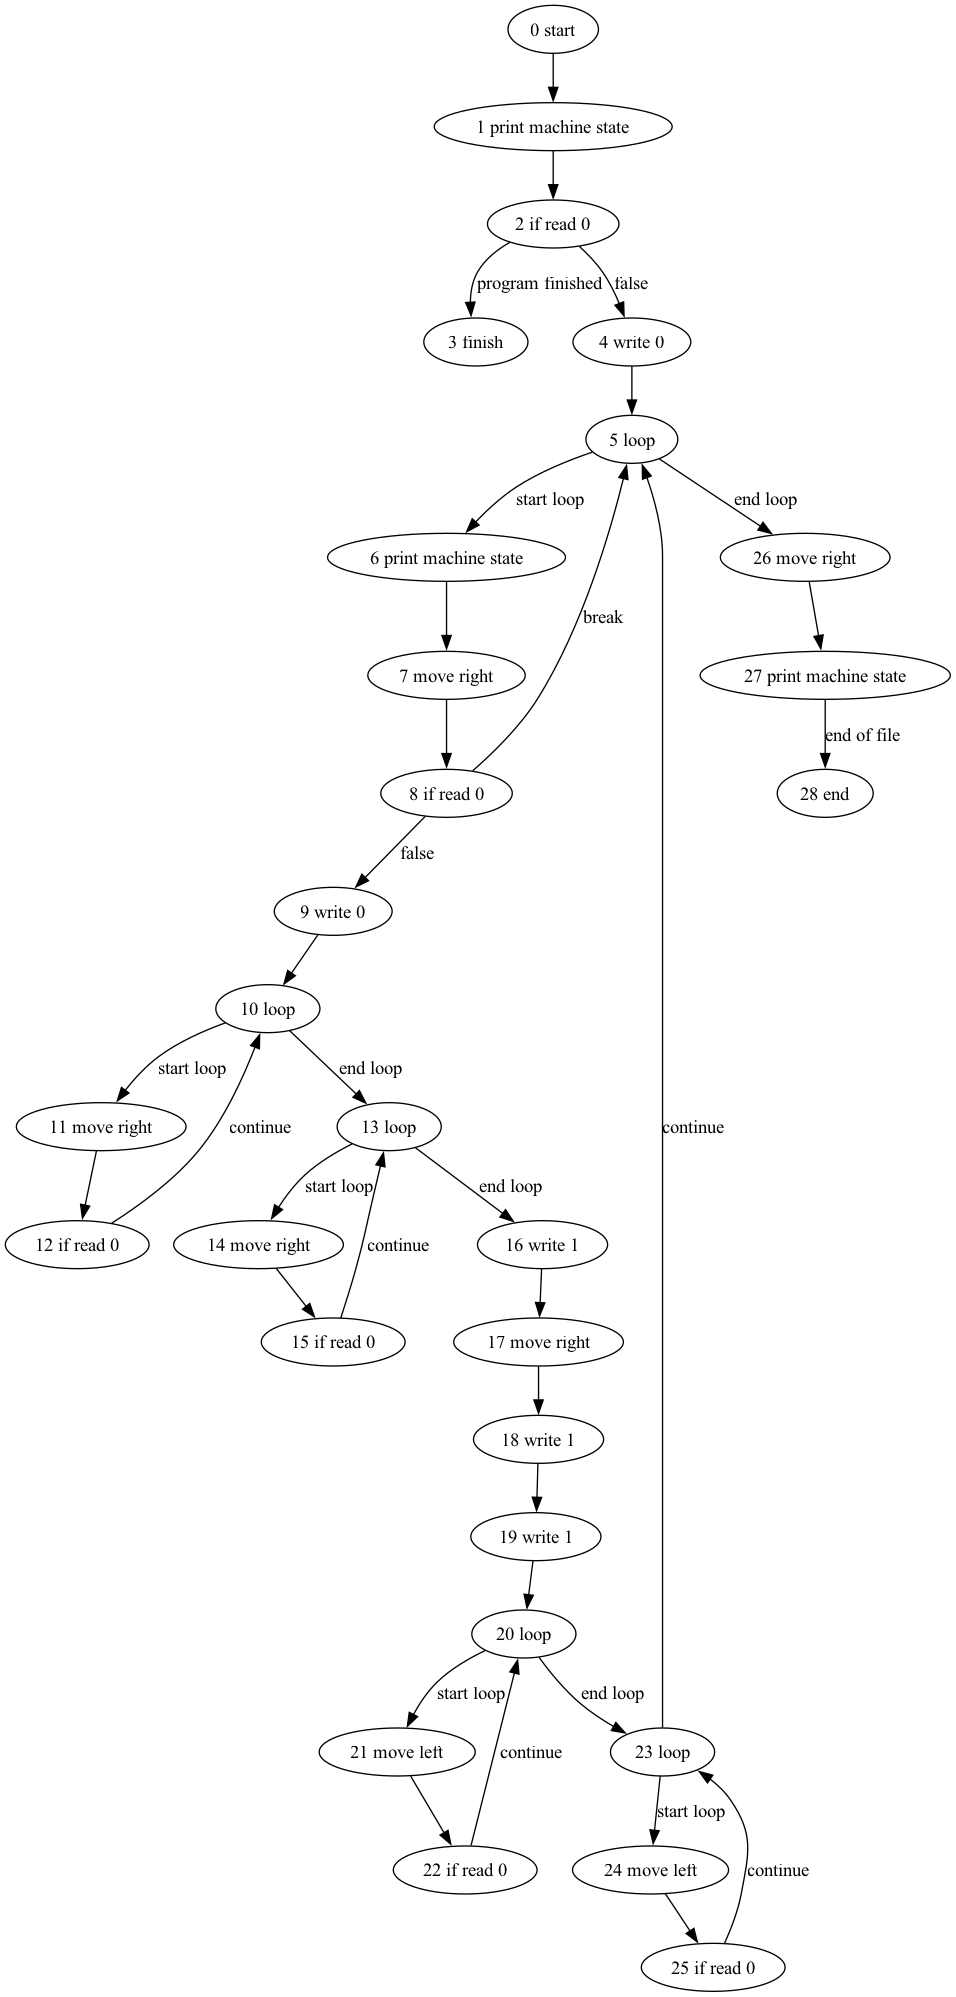 0 start
1 print machine state
2 if read 0
program finished
false
3 finish
4 write 0
5 loop
start loop
end loop
6 print machine state
26 move right
break
7 move right
27 print machine state
end of file
8 if read 0
28 end
false
9 write 0
10 loop
start loop
end loop
11 move right
continue
13 loop
continue
start loop
end loop
12 if read 0
14 move right
continue
16 write 1
15 if read 0
17 move right
18 write 1
19 write 1
20 loop
start loop
end loop
21 move left
continue
23 loop
start loop
22 if read 0
24 move left
continue
25 if read 0